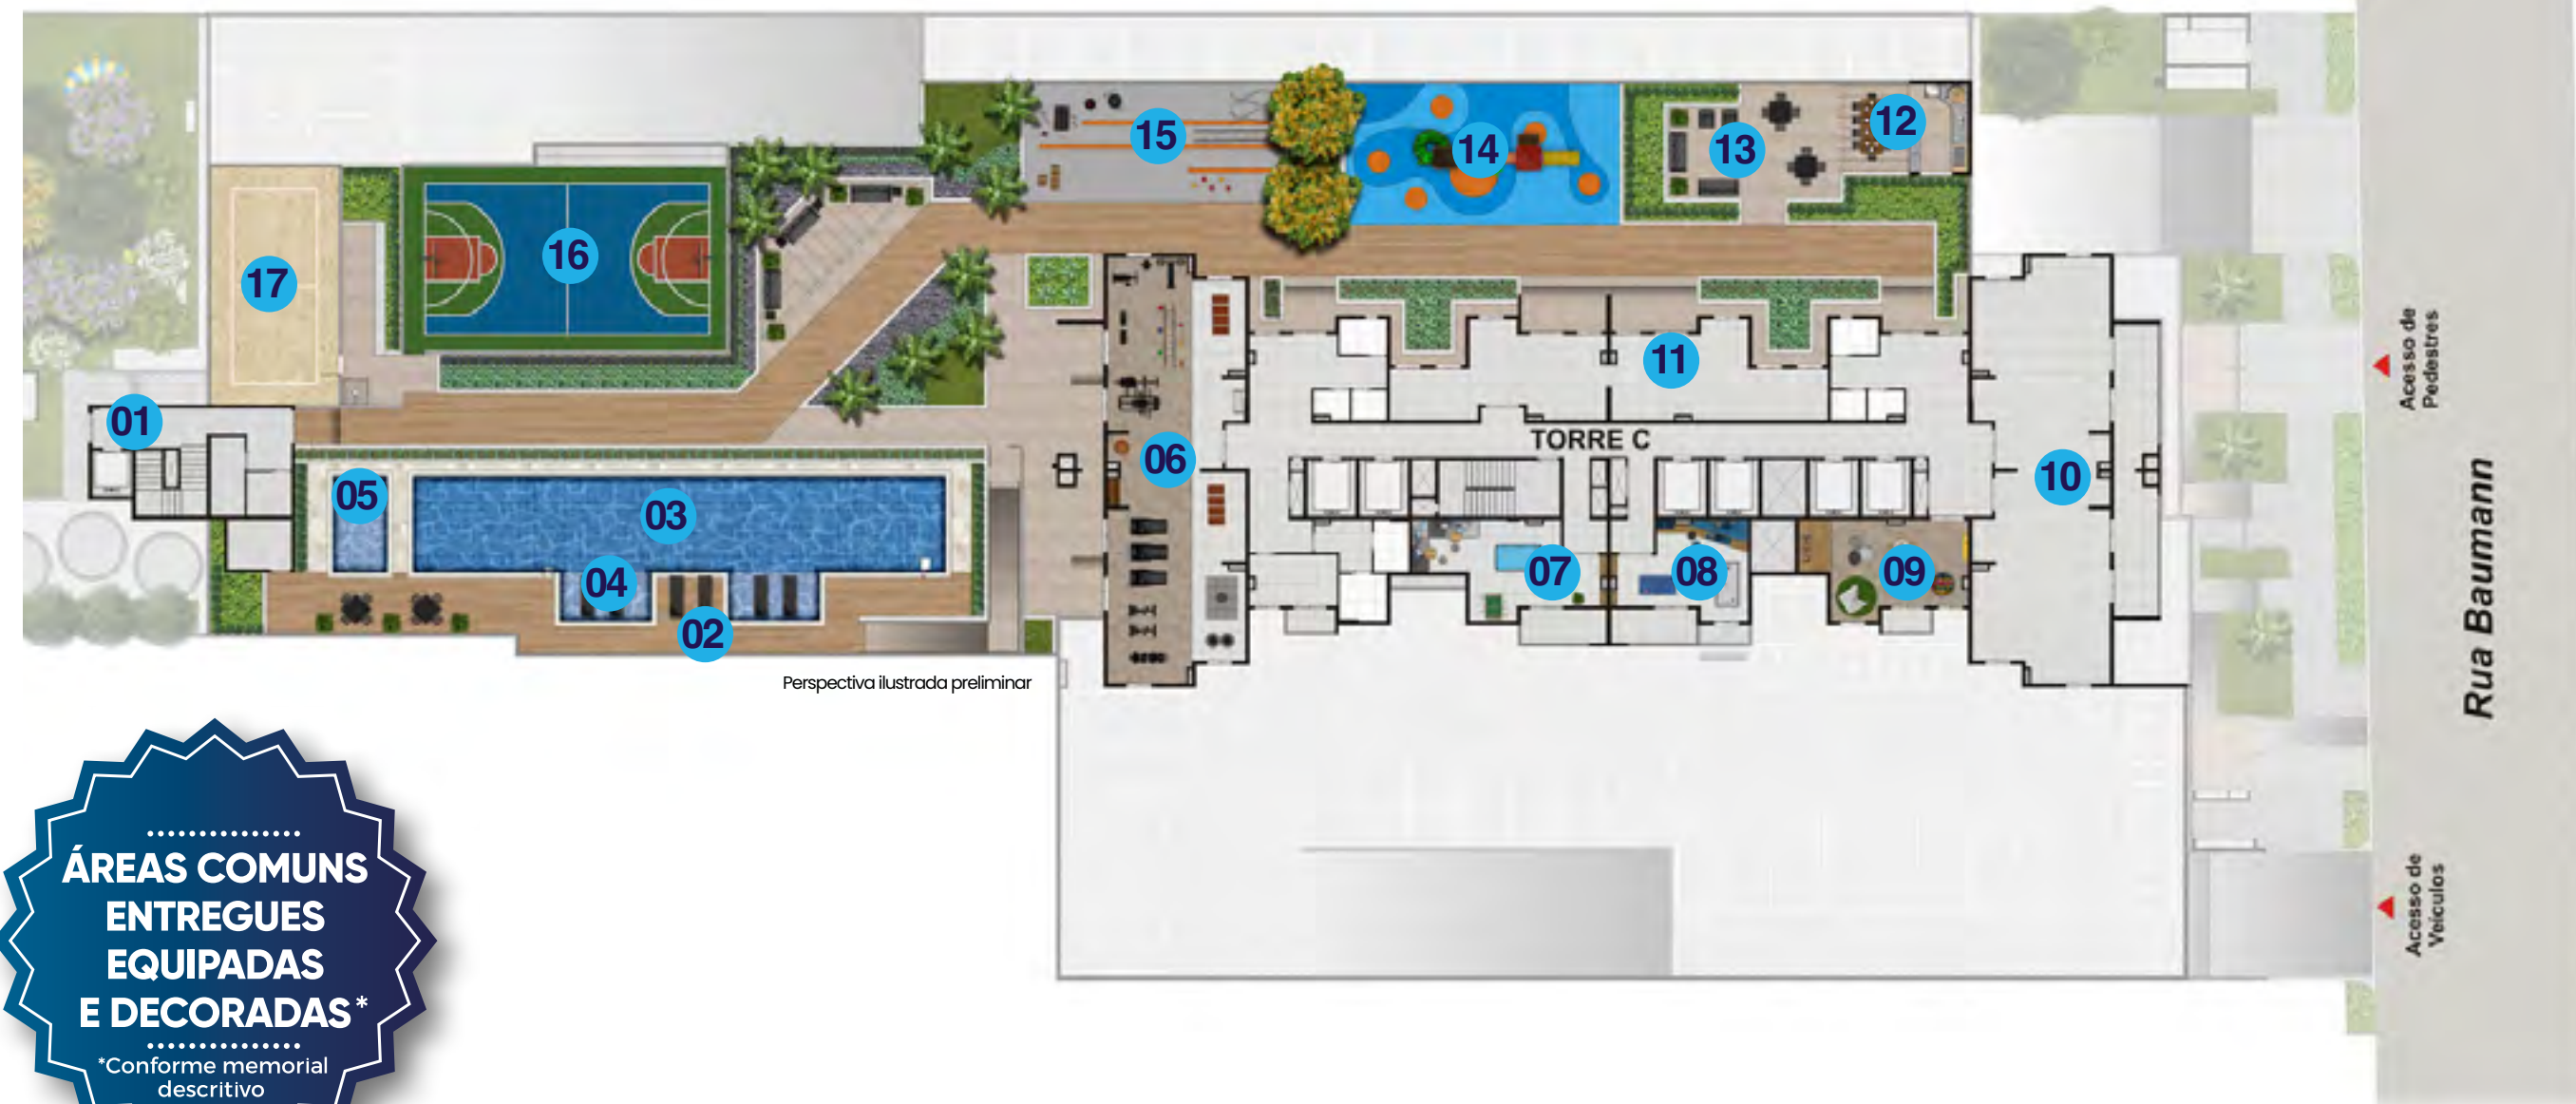 15
12
13
14
16
17
11
01
TORRE C
06
10
05
03
07
08
09
04
02
Acesso de
Pedestres
Rua Baumann
Acesso de
Veículos
Perspectiva ilustrada preliminar
ÁREAS COMUNS
ENTREGUES
EQUIPADAS
E DECORADAS*
*Conforme memorial
descritivo